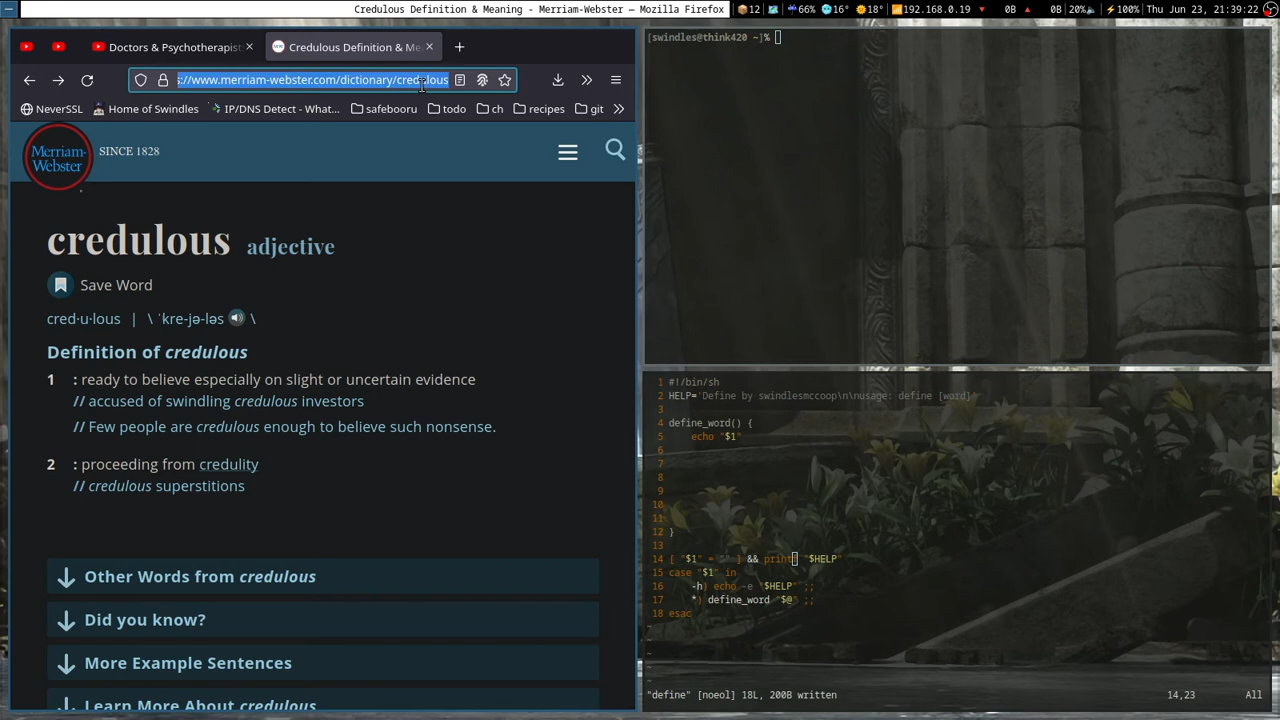 Credulous Definition & Meaning - Merriam-Webster — Mozilla Firefox
12
66%
16°
18°
192.168.0.19
0B
0B
20%
100%
Thu Jun 23, 21:39:22
Doctors & Psychotherapist
Credulous Definition & Me
s://www.merriam-webster.com/dictionary/credulous
NeverSSL
Home of Swindles
IP/DNS Detect - What...
safebooru
todo
ch
recipes
git
Merriam-
Webster
SINCE 1828
credulous adjective
Save Word
cred·u·lous | \ ˈkre-jə-ləs \
Definition of credulous
1 : ready to believe especially on slight or uncertain evidence
// accused of swindling credulous investors
// Few people are credulous enough to believe such nonsense.
2 : proceeding from credulity
// credulous superstitions
Other Words from credulous
Did you know?
More Example Sentences
Learn More About credulous
[swindles@think420 ~]%
1 #!/bin/sh
2 HELP='Define by swindlesmccoop\n\nusage: define [word]'
3
4 define_word() {
5 echo "$1"
6
7
8
9
10
11
12 }
13
14 [ "$1" = "" ] && printf "$HELP"
15 case "$1" in
16 -h) echo -e "$HELP" ;;
17 *) define_word "$@" ;;
18 esac
~
~
~
~
~
"define" [noeol] 18L, 200B written
14,23
All